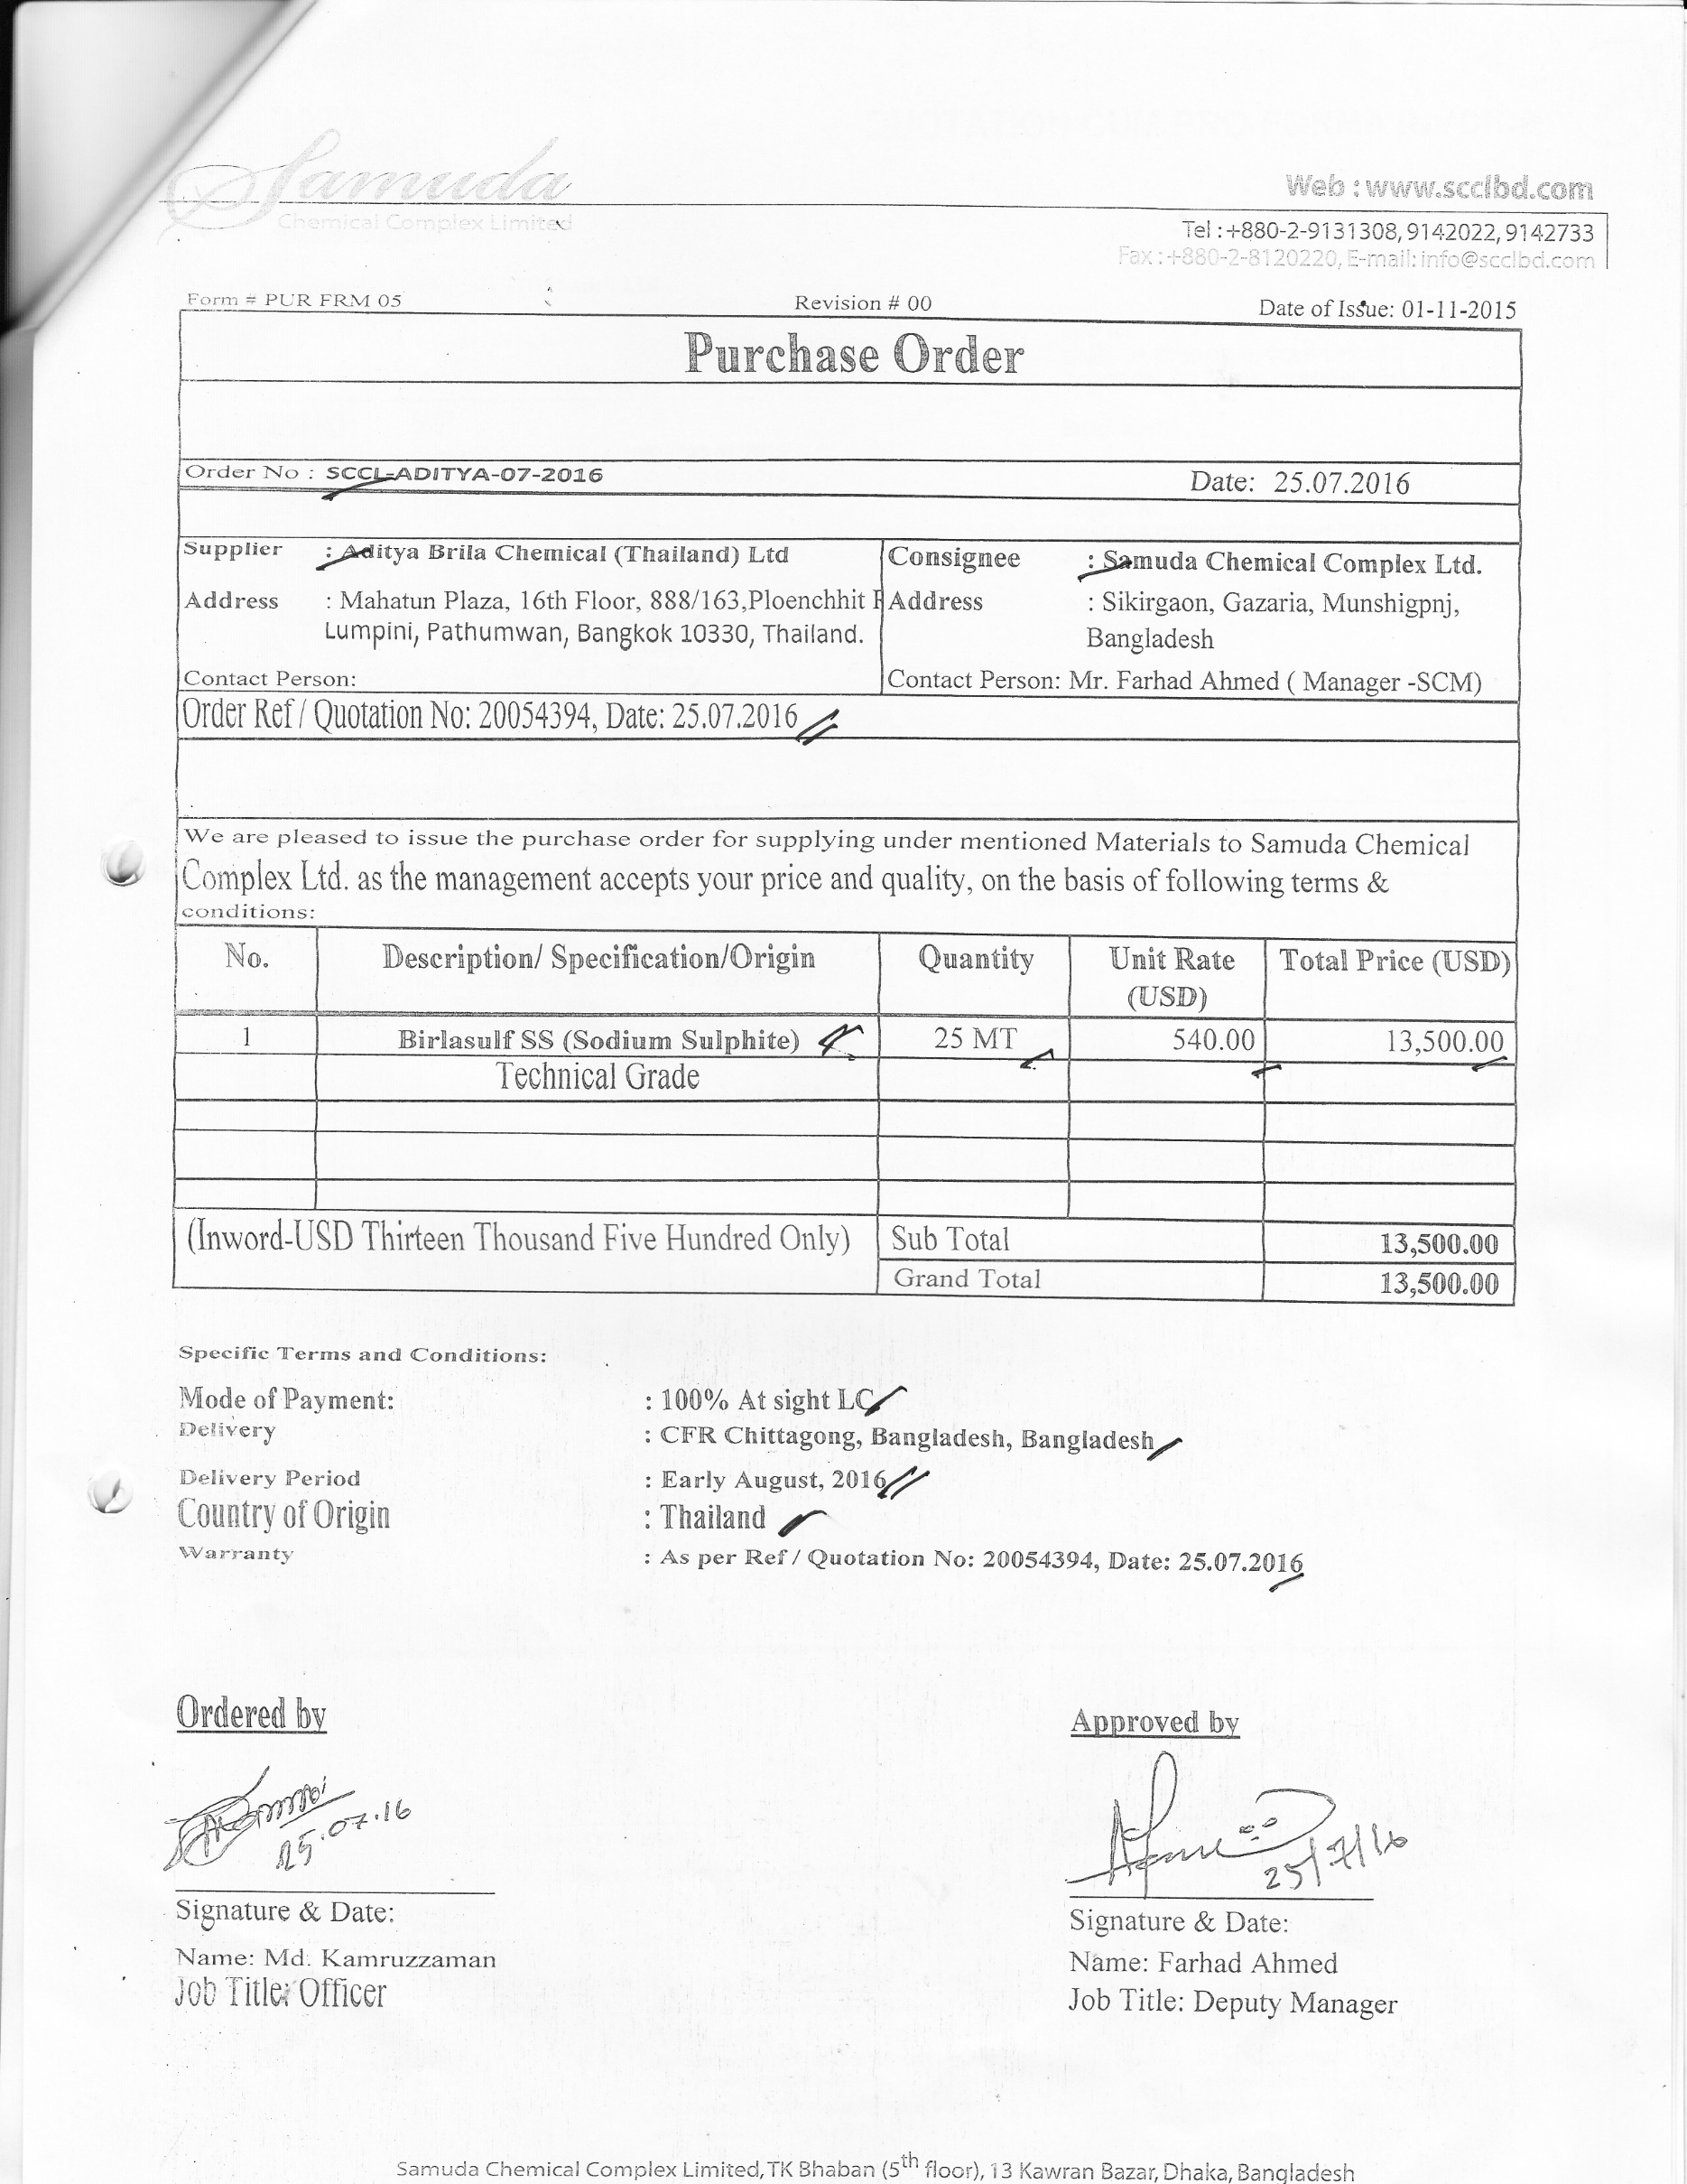 Samuda
Chemical Complex Limited
Web : www.scclbd.com
Tel : +880-2-9131308, 9142022, 9142733
Fax : +880-2-8120220, E-mail: info@scclbd.com
Form # PUR FRM 05 Revision # 00 Date of Issue: 01-11-2015
Purchase Order
Order No : SCCL-ADITYA-07-2016 Date: 25.07.2016
Supplier : Aditya Brila Chemical (Thailand) Ltd Consignee : Samuda Chemical Complex Ltd.
Address : Mahatun Plaza, 16th Floor, 888/163,Ploenchhit Address : Sikirgaon, Gazaria, Munshigpnj,
Lumpini, Pathumwan, Bangkok 10330, Thailand. Bangladesh
Contact Person: Contact Person: Mr. Farhad Ahmed ( Manager -SCM)
Order Ref / Quotation No: 20054394, Date: 25.07.2016
We are pleased to issue the purchase order for supplying under mentioned Materials to Samuda Chemical
Complex Ltd. as the management accepts your price and quality, on the basis of following terms &
conditions:
No. Description/ Specification/Origin Quantity Unit Rate Total Price (USD)
(USD)
1 Birlasulf SS (Sodium Sulphite) 25 MT 540.00 13,500.00
Technical Grade
(Inword-USD Thirteen Thousand Five Hundred Only) Sub Total 13,500.00
Grand Total 13,500.00
Specific Terms and Conditions:
Mode of Payment: : 100% At sight LC
Delivery : CFR Chittagong, Bangladesh, Bangladesh
Delivery Period : Early August, 2016
Country of Origin : Thailand
Warranty : As per Ref / Quotation No: 20054394, Date: 25.07.2016
Ordered by Approved by
25.07.16 25/7/16
Signature & Date: Signature & Date:
Name: Md. Kamruzzaman Name: Farhad Ahmed
Job Title: Officer Job Title: Deputy Manager
Samuda Chemical Complex Limited, TK Bhaban (5th floor), 13 Kawran Bazar, Dhaka, Bangladesh